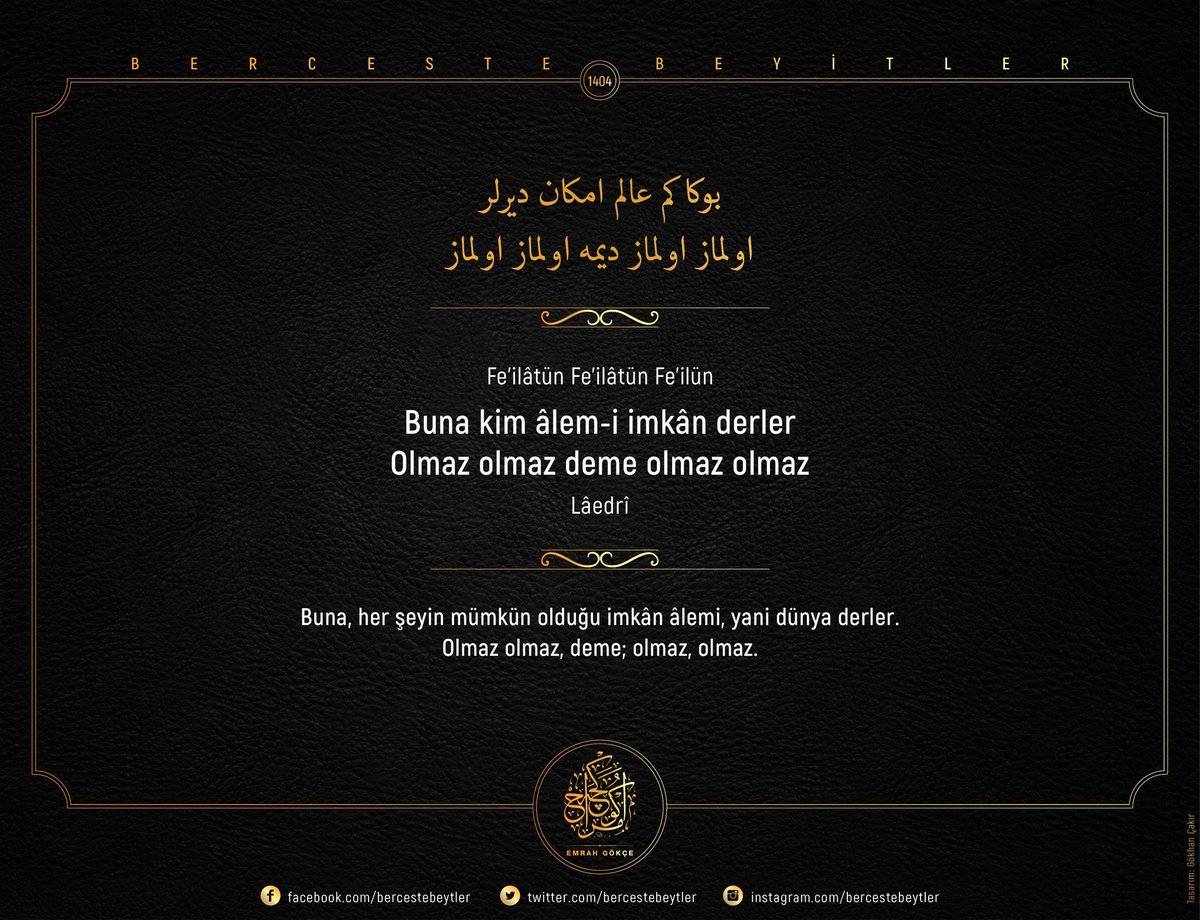 BERCESTE BEYİTLER
1404
بوكا كم عالم امكان ديرلر
اولماز اولماز ديمه اولماز اولماز
Fe'ilâtün Fe'ilâtün Fe'ilün
Buna kim âlem-i imkân derler
Olmaz olmaz deme olmaz olmaz
Lâedrî
Buna, her şeyin mümkün olduğu imkân âlemi, yani dünya derler.
Olmaz olmaz, deme; olmaz, olmaz.
EMRAH GÖKÇE
facebook.com/bercestebeytler
twitter.com/bercestebeytler
instagram.com/bercestebeytler
Tasarım: Gökhan Çakır